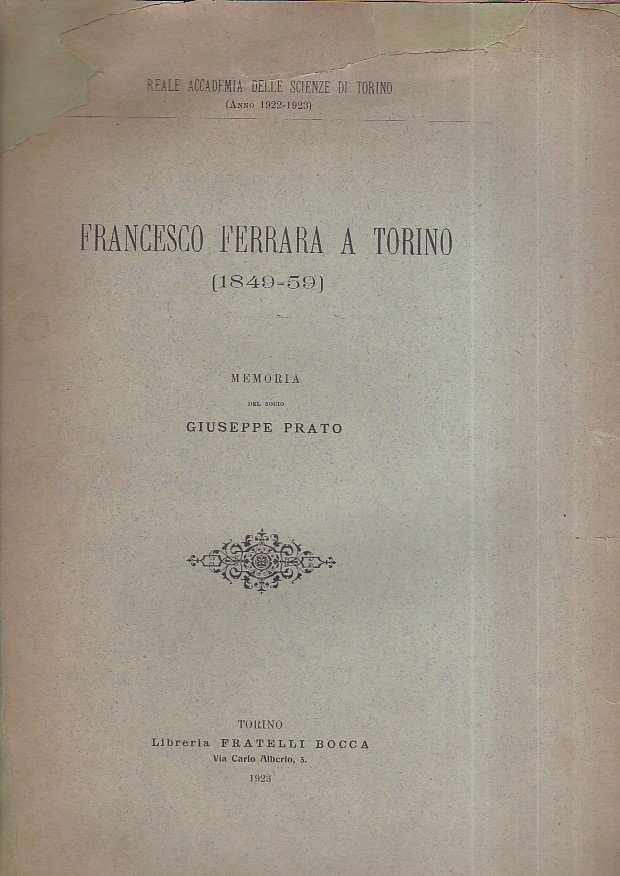 REALE ACCADEMIA DELLE SCIENZE DI TORINO
(Anno 1922-1923)
FRANCESCO FERRARA A TORINO
(1849-59)
MEMORIA
DEL SOCIO
GIUSEPPE PRATO
TORINO
Libreria FRATELLI BOCCA
Via Carlo Alberto, 3.
1923